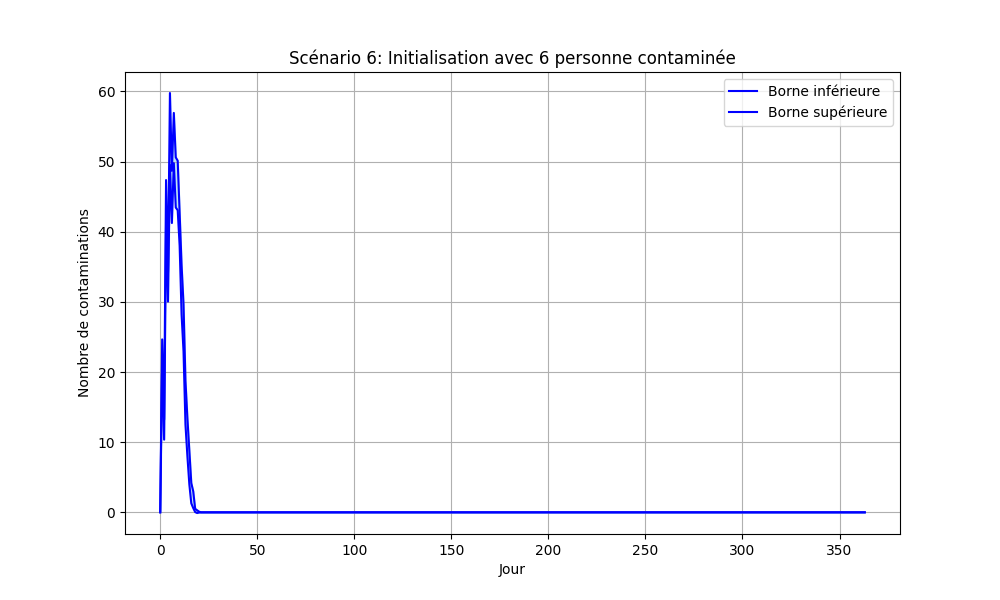 Scénario 6: Initialisation avec 6 personne contaminée
Borne inférieure
Borne supérieure
Nombre de contaminations
60
50
40
30
20
10
0
0 50 100 150 200 250 300 350
Jour